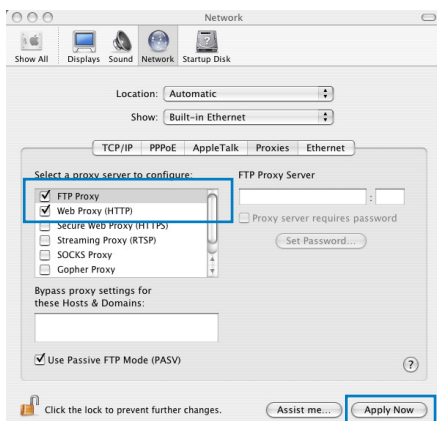 Network
Show All Displays Sound Network Startup Disk
Location: Automatic
Show: Built-in Ethernet
TCP/IP PPPoE AppleTalk Proxies Ethernet
Select a proxy server to configure: FTP Proxy Server
FTP Proxy
:
Web Proxy (HTTP)
Proxy server requires password
Secure Web Proxy (HTTPS)
Streaming Proxy (RTSP) Set Password...
SOCKS Proxy
Gopher Proxy
Bypass proxy settings for
these Hosts & Domains:
Use Passive FTP Mode (PASV) ?
Click the lock to prevent further changes. Assist me... Apply Now